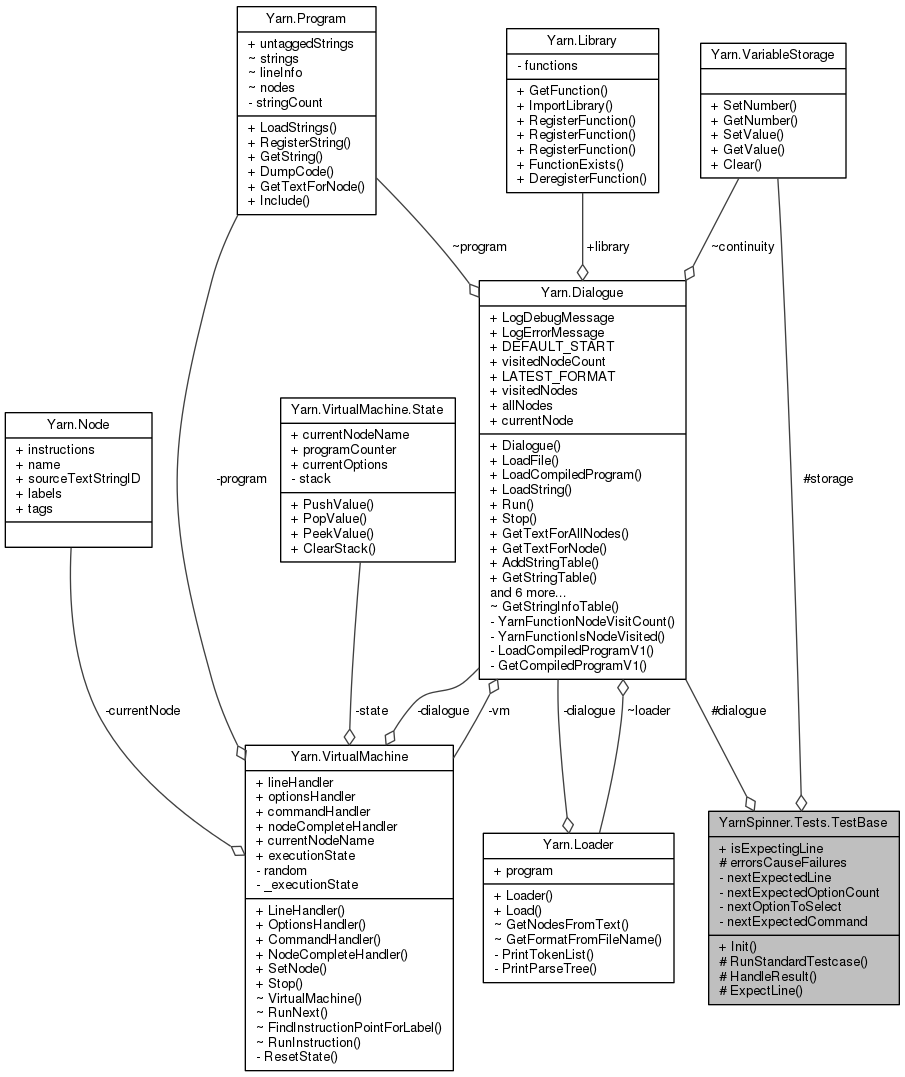 Yarn.Program
+ untaggedStrings
~ strings
~ lineInfo
~ nodes
- stringCount
+ LoadStrings()
+ RegisterString()
+ GetString()
+ DumpCode()
+ GetTextForNode()
+ Include()
Yarn.Library
- functions
+ GetFunction()
+ ImportLibrary()
+ RegisterFunction()
+ RegisterFunction()
+ RegisterFunction()
+ FunctionExists()
+ DeregisterFunction()
Yarn.VariableStorage
+ SetNumber()
+ GetNumber()
+ SetValue()
+ GetValue()
+ Clear()
~program
+library
~continuity
Yarn.Dialogue
+ LogDebugMessage
+ LogErrorMessage
+ DEFAULT_START
+ visitedNodeCount
+ LATEST_FORMAT
+ visitedNodes
+ allNodes
+ currentNode
+ Dialogue()
+ LoadFile()
+ LoadCompiledProgram()
+ LoadString()
+ Run()
+ Stop()
+ GetTextForAllNodes()
+ GetTextForNode()
+ AddStringTable()
+ GetStringTable()
and 6 more...
~ GetStringInfoTable()
- YarnFunctionNodeVisitCount()
- YarnFunctionIsNodeVisited()
- LoadCompiledProgramV1()
- GetCompiledProgramV1()
Yarn.Node
+ instructions
+ name
+ sourceTextStringID
+ labels
+ tags
-program
Yarn.VirtualMachine.State
+ currentNodeName
+ programCounter
+ currentOptions
- stack
+ PushValue()
+ PopValue()
+ PeekValue()
+ ClearStack()
#storage
-currentNode
-state
-dialogue
-vm
-dialogue
~loader
#dialogue
Yarn.VirtualMachine
+ lineHandler
+ optionsHandler
+ commandHandler
+ nodeCompleteHandler
+ currentNodeName
+ executionState
- random
- _executionState
+ LineHandler()
+ OptionsHandler()
+ CommandHandler()
+ NodeCompleteHandler()
+ SetNode()
+ Stop()
~ VirtualMachine()
~ RunNext()
~ FindInstructionPointForLabel()
~ RunInstruction()
- ResetState()
Yarn.Loader
+ program
+ Loader()
+ Load()
~ GetNodesFromText()
~ GetFormatFromFileName()
- PrintTokenList()
- PrintParseTree()
YarnSpinner.Tests.TestBase
+ isExpectingLine
# errorsCauseFailures
- nextExpectedLine
- nextExpectedOptionCount
- nextOptionToSelect
- nextExpectedCommand
+ Init()
# RunStandardTestcase()
# HandleResult()
# ExpectLine()